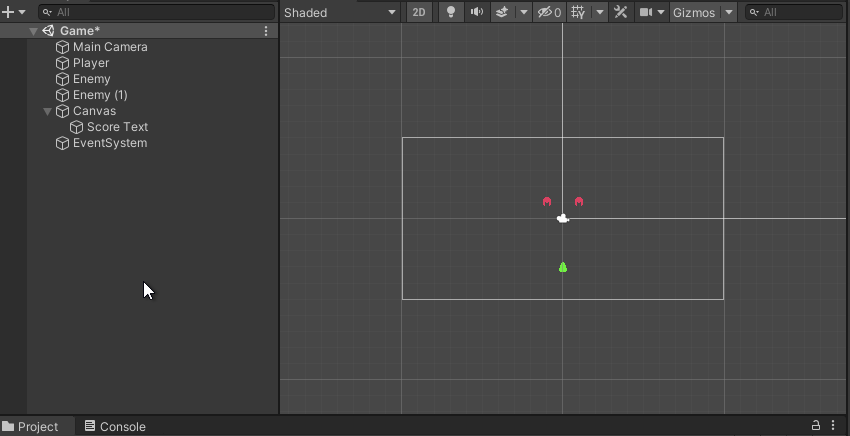 All
Game*
Main Camera
Player
Enemy
Enemy (1)
Canvas
Score Text
EventSystem
Shaded 2D 0 Gizmos All
Project Console